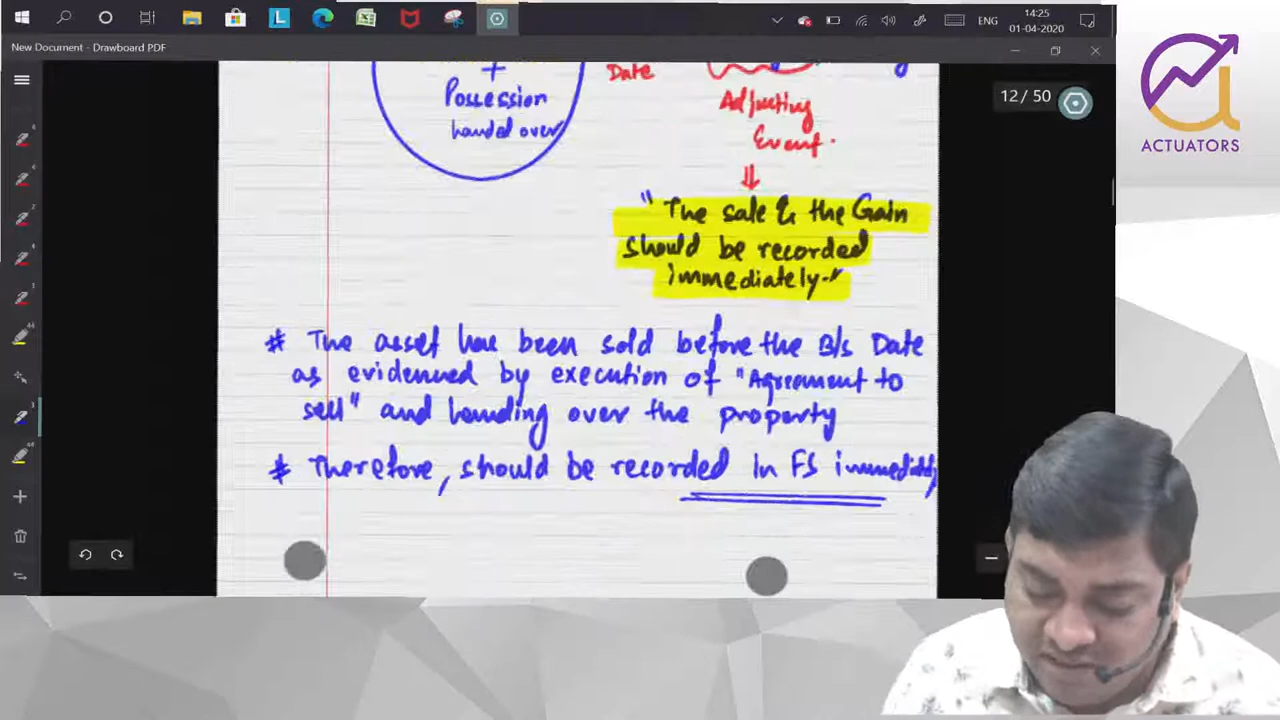 14:25
ENG
01-04-2020
New Document - Drawboard PDF
12 / 50
ACTUATORS
+
Possession
handed over
Date
Adjusting
Event.
"The sale & the Gain
should be recorded
immediately."
# The asset has been sold before the B/s Date
as evidenced by execution of "Agreement to
sell" and handing over the property
# Therefore, should be recorded in FS immediately